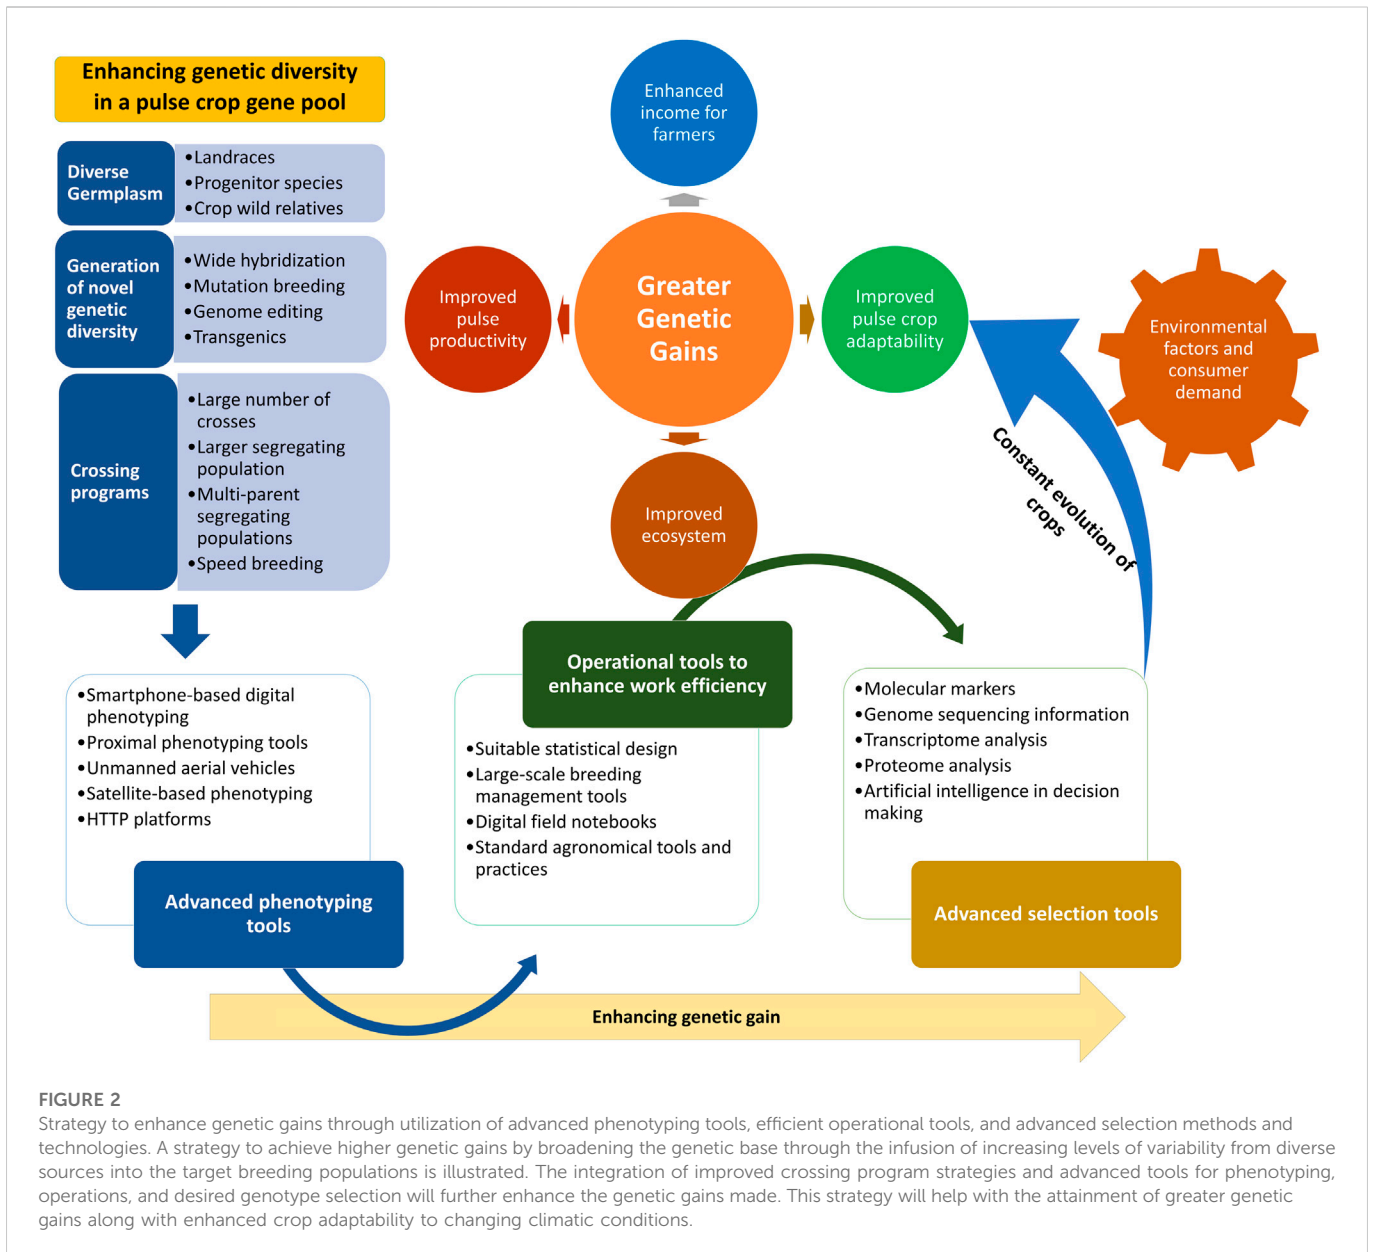 Enhancing genetic diversity
in a pulse crop gene pool
Diverse
Germplasm
•Landraces
•Progenitor species
•Crop wild relatives
Generation
of novel
genetic
diversity
•Wide hybridization
•Mutation breeding
•Genome editing
•Transgenics
Crossing
programs
•Large number of
crosses
•Larger segregating
population
•Multi-parent
segregating
populations
•Speed breeding
Enhanced
income for
farmers
Improved
pulse
productivity
Greater
Genetic
Gains
Improved
pulse crop
adaptability
Improved
ecosystem
Environmental
factors and
consumer
demand
Constant evolution of
crops
•Smartphone-based digital
phenotyping
•Proximal phenotyping tools
•Unmanned aerial vehicles
•Satellite-based phenotyping
•HTTP platforms
Advanced phenotyping
tools
Operational tools to
enhance work efficiency
•Suitable statistical design
•Large-scale breeding
management tools
•Digital field notebooks
•Standard agronomical tools and
practices
•Molecular markers
•Genome sequencing information
•Transcriptome analysis
•Proteome analysis
•Artificial intelligence in decision
making
Advanced selection tools
Enhancing genetic gain
FIGURE 2
Strategy to enhance genetic gains through utilization of advanced phenotyping tools, efficient operational tools, and advanced selection methods and
technologies. A strategy to achieve higher genetic gains by broadening the genetic base through the infusion of increasing levels of variability from diverse
sources into the target breeding populations is illustrated. The integration of improved crossing program strategies and advanced tools for phenotyping,
operations, and desired genotype selection will further enhance the genetic gains made. This strategy will help with the attainment of greater genetic
gains along with enhanced crop adaptability to changing climatic conditions.